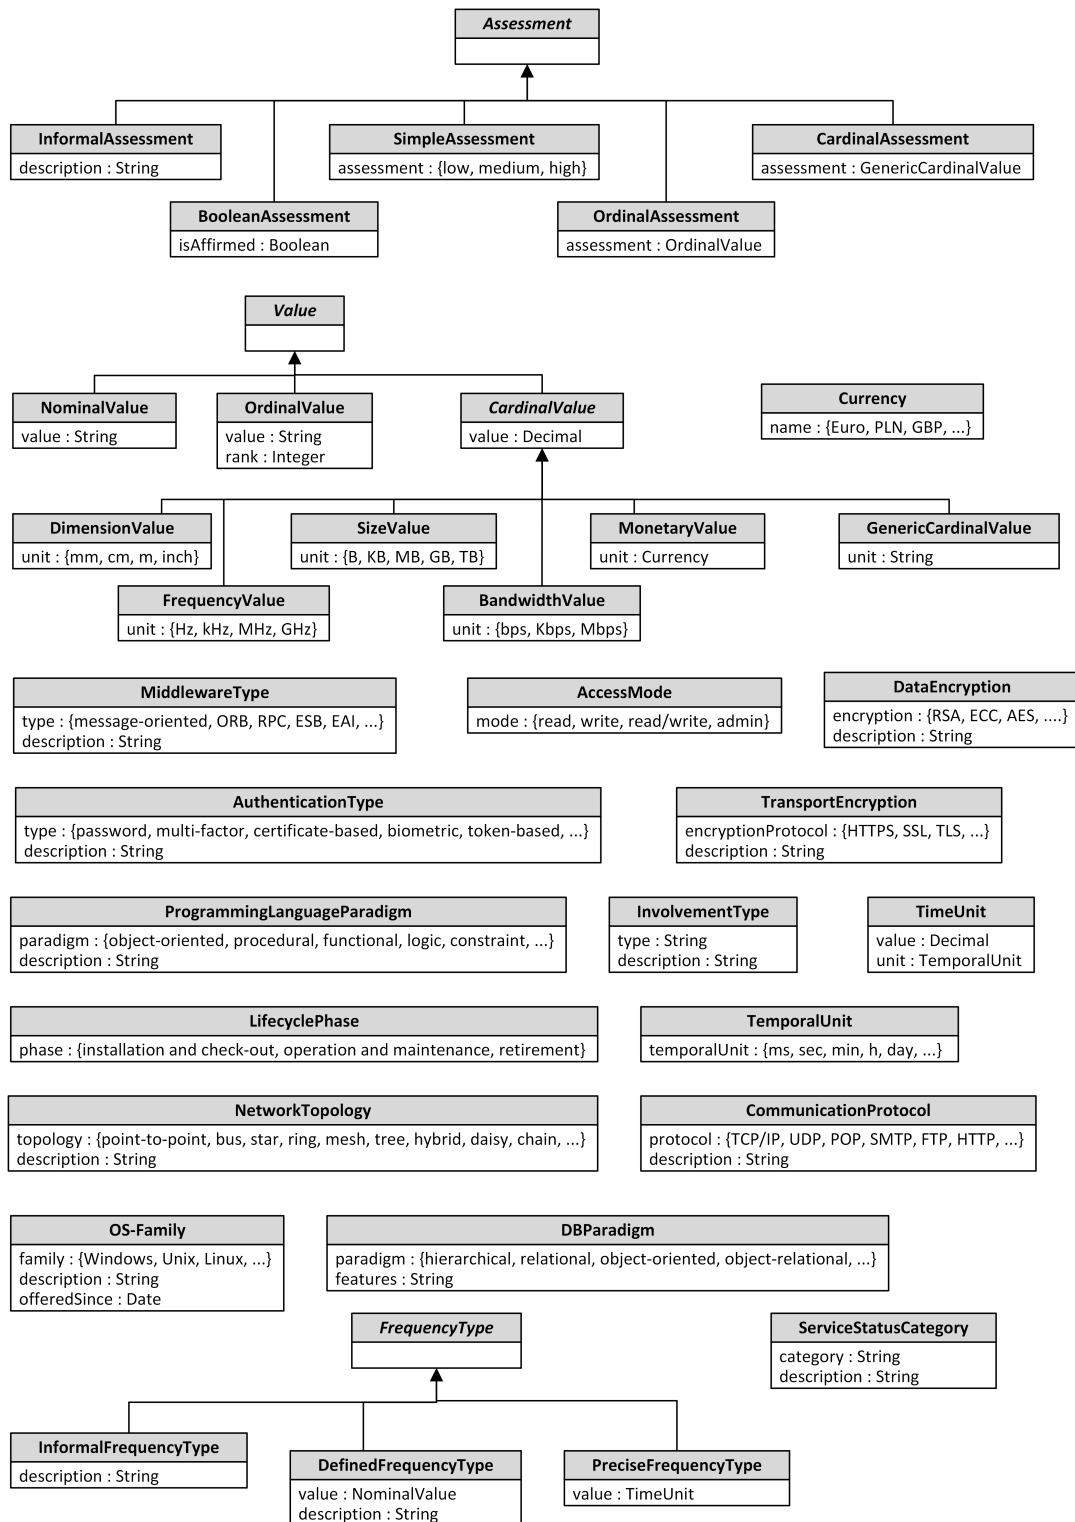 Assessment
InformalAssessment
description : String
SimpleAssessment
assessment : {low, medium, high}
CardinalAssessment
assessment : GenericCardinalValue
BooleanAssessment
isAffirmed : Boolean
OrdinalAssessment
assessment : OrdinalValue
Value
NominalValue
value : String
OrdinalValue
value : String
rank : Integer
CardinalValue
value : Decimal
Currency
name : {Euro, PLN, GBP, ...}
DimensionValue
unit : {mm, cm, m, inch}
SizeValue
unit : {B, KB, MB, GB, TB}
MonetaryValue
unit : Currency
GenericCardinalValue
unit : String
FrequencyValue
unit : {Hz, kHz, MHz, GHz}
BandwidthValue
unit : {bps, Kbps, Mbps}
MiddlewareType
type : {message-oriented, ORB, RPC, ESB, EAI, ...}
description : String
AccessMode
mode : {read, write, read/write, admin}
DataEncryption
encryption : {RSA, ECC, AES, ....}
description : String
AuthenticationType
type : {password, multi-factor, certificate-based, biometric, token-based, ...}
description : String
TransportEncryption
encryptionProtocol : {HTTPS, SSL, TLS, ...}
description : String
ProgrammingLanguageParadigm
paradigm : {object-oriented, procedural, functional, logic, constraint, ...}
description : String
InvolvementType
type : String
description : String
TimeUnit
value : Decimal
unit : TemporalUnit
LifecyclePhase
phase : {installation and check-out, operation and maintenance, retirement}
TemporalUnit
temporalUnit : {ms, sec, min, h, day, ...}
NetworkTopology
topology : {point-to-point, bus, star, ring, mesh, tree, hybrid, daisy, chain, ...}
description : String
CommunicationProtocol
protocol : {TCP/IP, UDP, POP, SMTP, FTP, HTTP, ...}
description : String
OS-Family
family : {Windows, Unix, Linux, ...}
description : String
offeredSince : Date
DBParadigm
paradigm : {hierarchical, relational, object-oriented, object-relational, ...}
features : String
FrequencyType
ServiceStatusCategory
category : String
description : String
InformalFrequencyType
description : String
DefinedFrequencyType
value : NominalValue
description : String
PreciseFrequencyType
value : TimeUnit